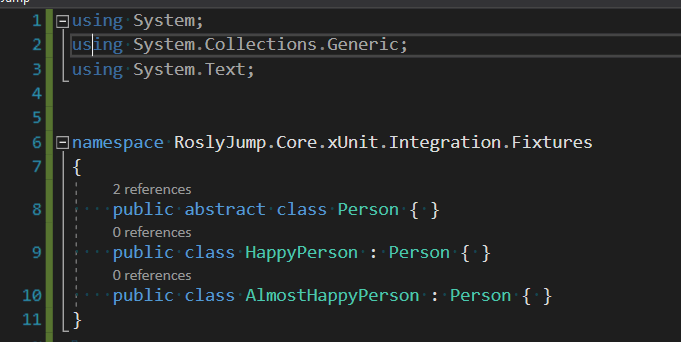 1 using System;
2 using System.Collections.Generic;
3 using System.Text;
4
5
6 namespace RoslyJump.Core.xUnit.Integration.Fixtures
7 {
2 references
8 public abstract class Person { }
0 references
9 public class HappyPerson : Person { }
0 references
10 public class AlmostHappyPerson : Person { }
11 }